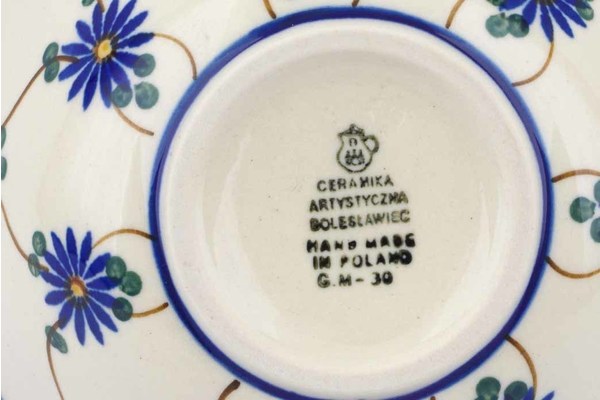 CERAMIKA
ARTYSTYCZNA
BOLESŁAWIEC
HAND MADE
IN POLAND
G.M-30